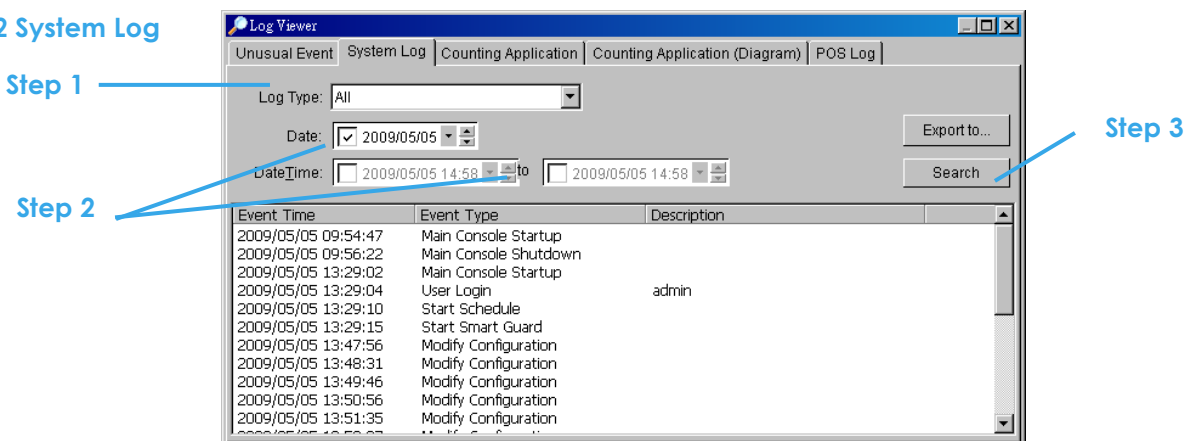 2 System Log
Log Viewer
Unusual Event System Log Counting Application Counting Application (Diagram) POS Log
Step 1
Log Type: All
Date: 2009/05/05
Export to...
Step 3
DateTime: 2009/05/05 14:58 to 2009/05/05 14:58
Search
Step 2
Event Time Event Type Description
2009/05/05 09:54:47 Main Console Startup
2009/05/05 09:56:22 Main Console Shutdown
2009/05/05 13:29:02 Main Console Startup
2009/05/05 13:29:04 User Login admin
2009/05/05 13:29:10 Start Schedule
2009/05/05 13:29:15 Start Smart Guard
2009/05/05 13:47:56 Modify Configuration
2009/05/05 13:48:31 Modify Configuration
2009/05/05 13:49:46 Modify Configuration
2009/05/05 13:50:56 Modify Configuration
2009/05/05 13:51:35 Modify Configuration